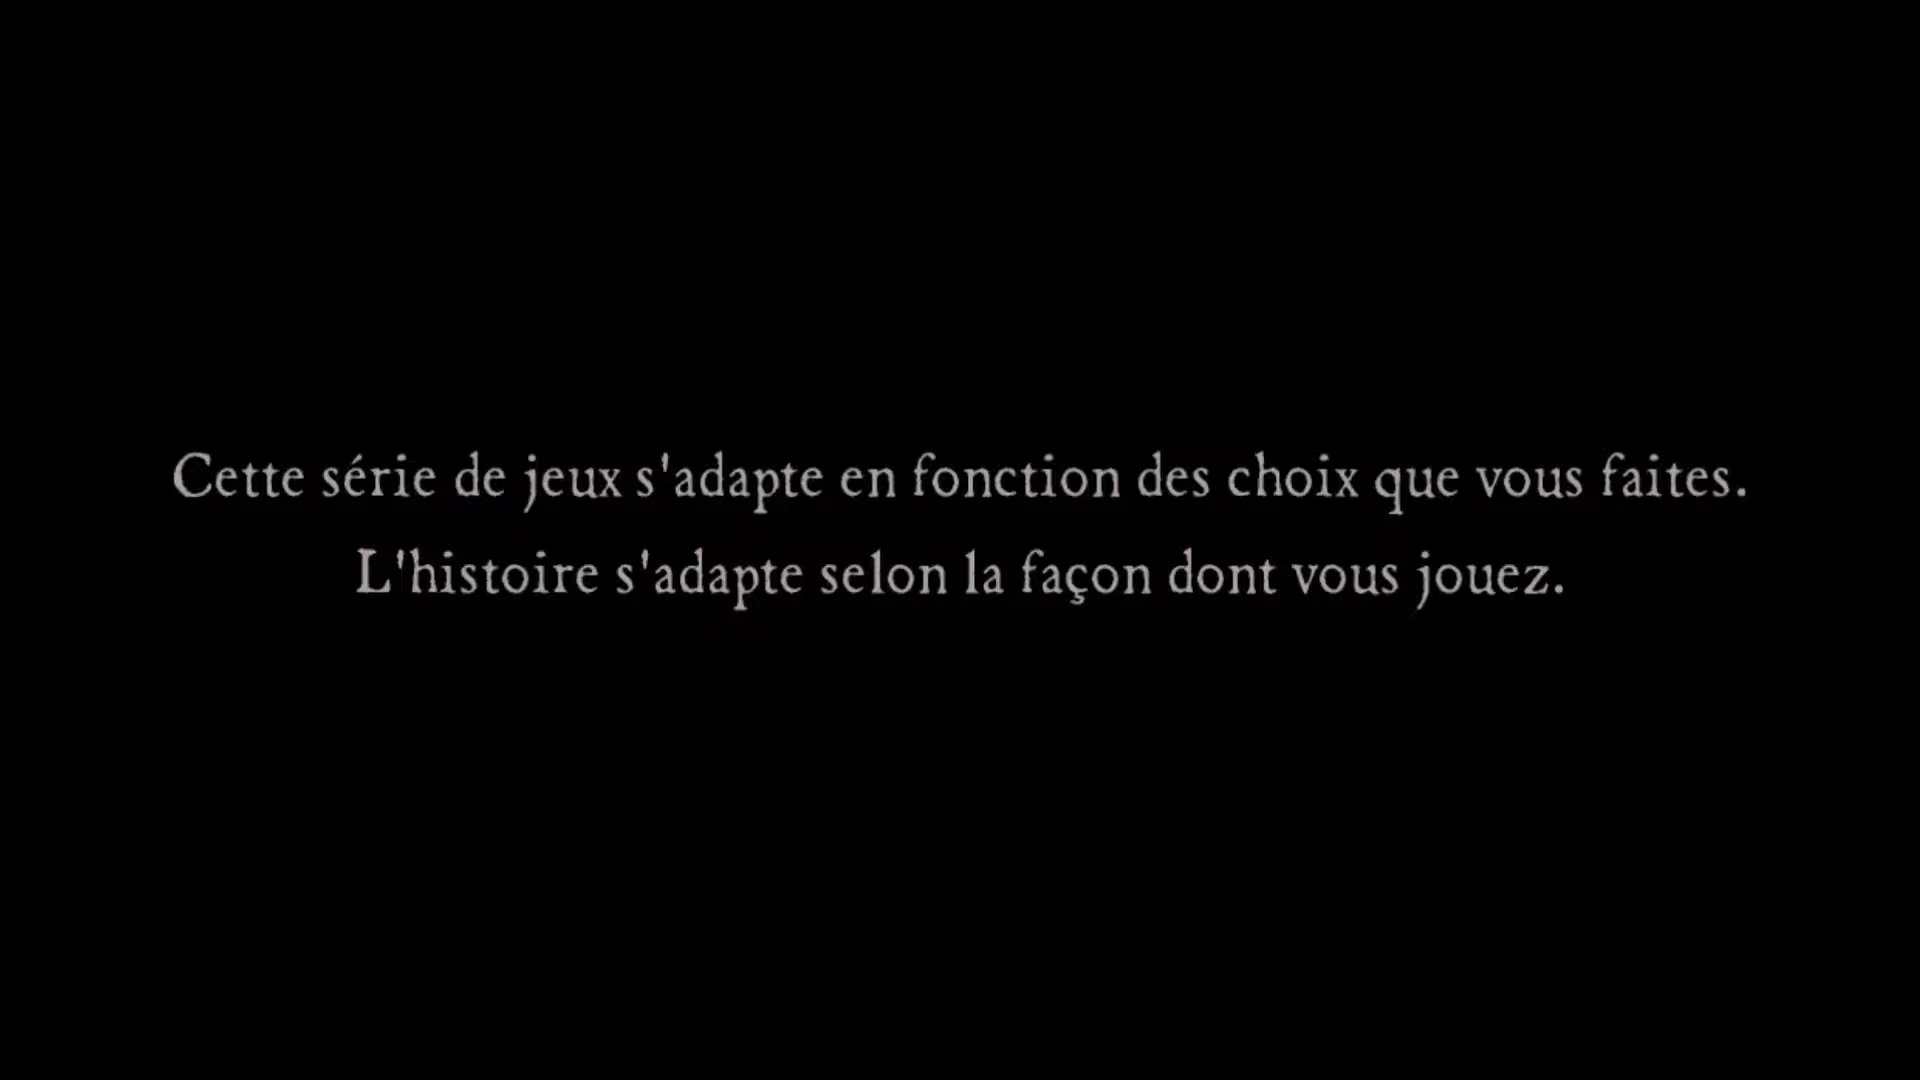 Cette série de jeux s'adapte en fonction des choix que vous faites.
L'histoire s'adapte selon la façon dont vous jouez.